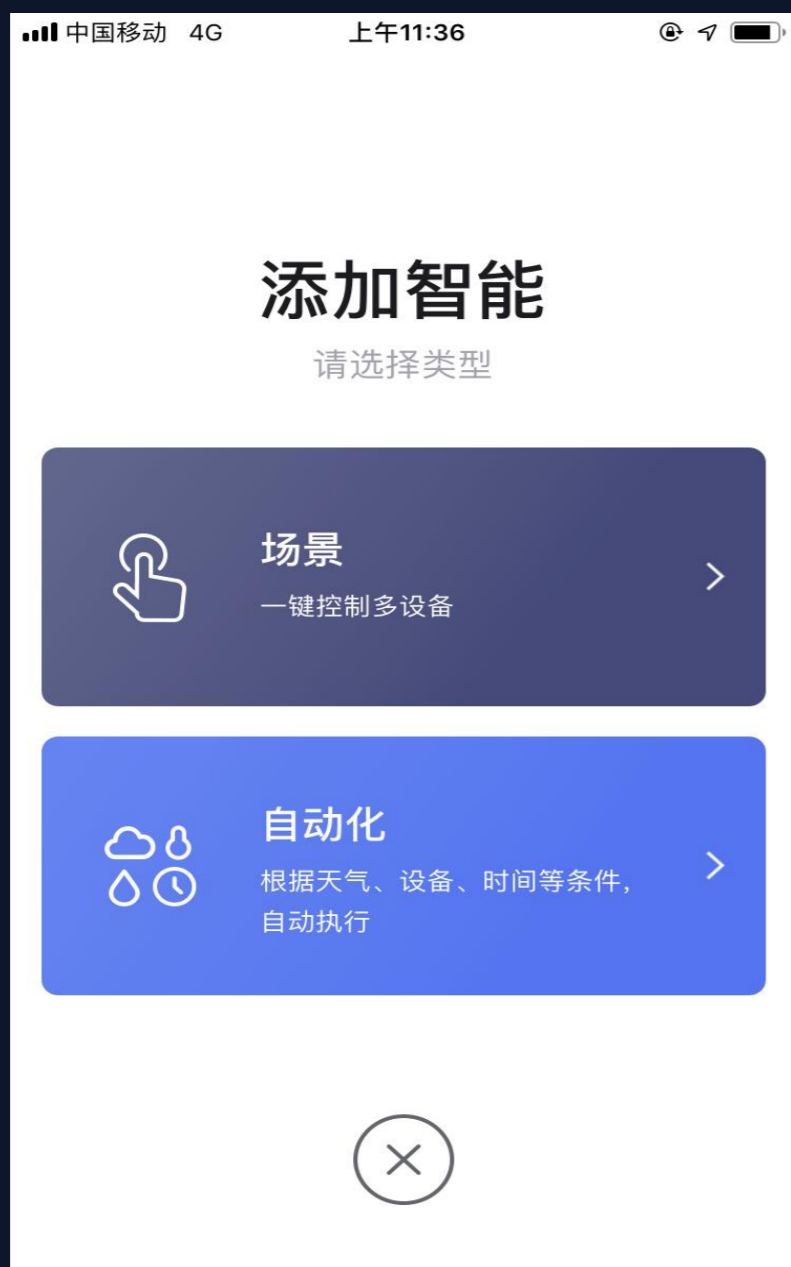 中国移动 4G 上午11:36
添加智能
请选择类型
场景
一键控制多设备
自动化
根据天气、设备、时间等条件,
自动执行